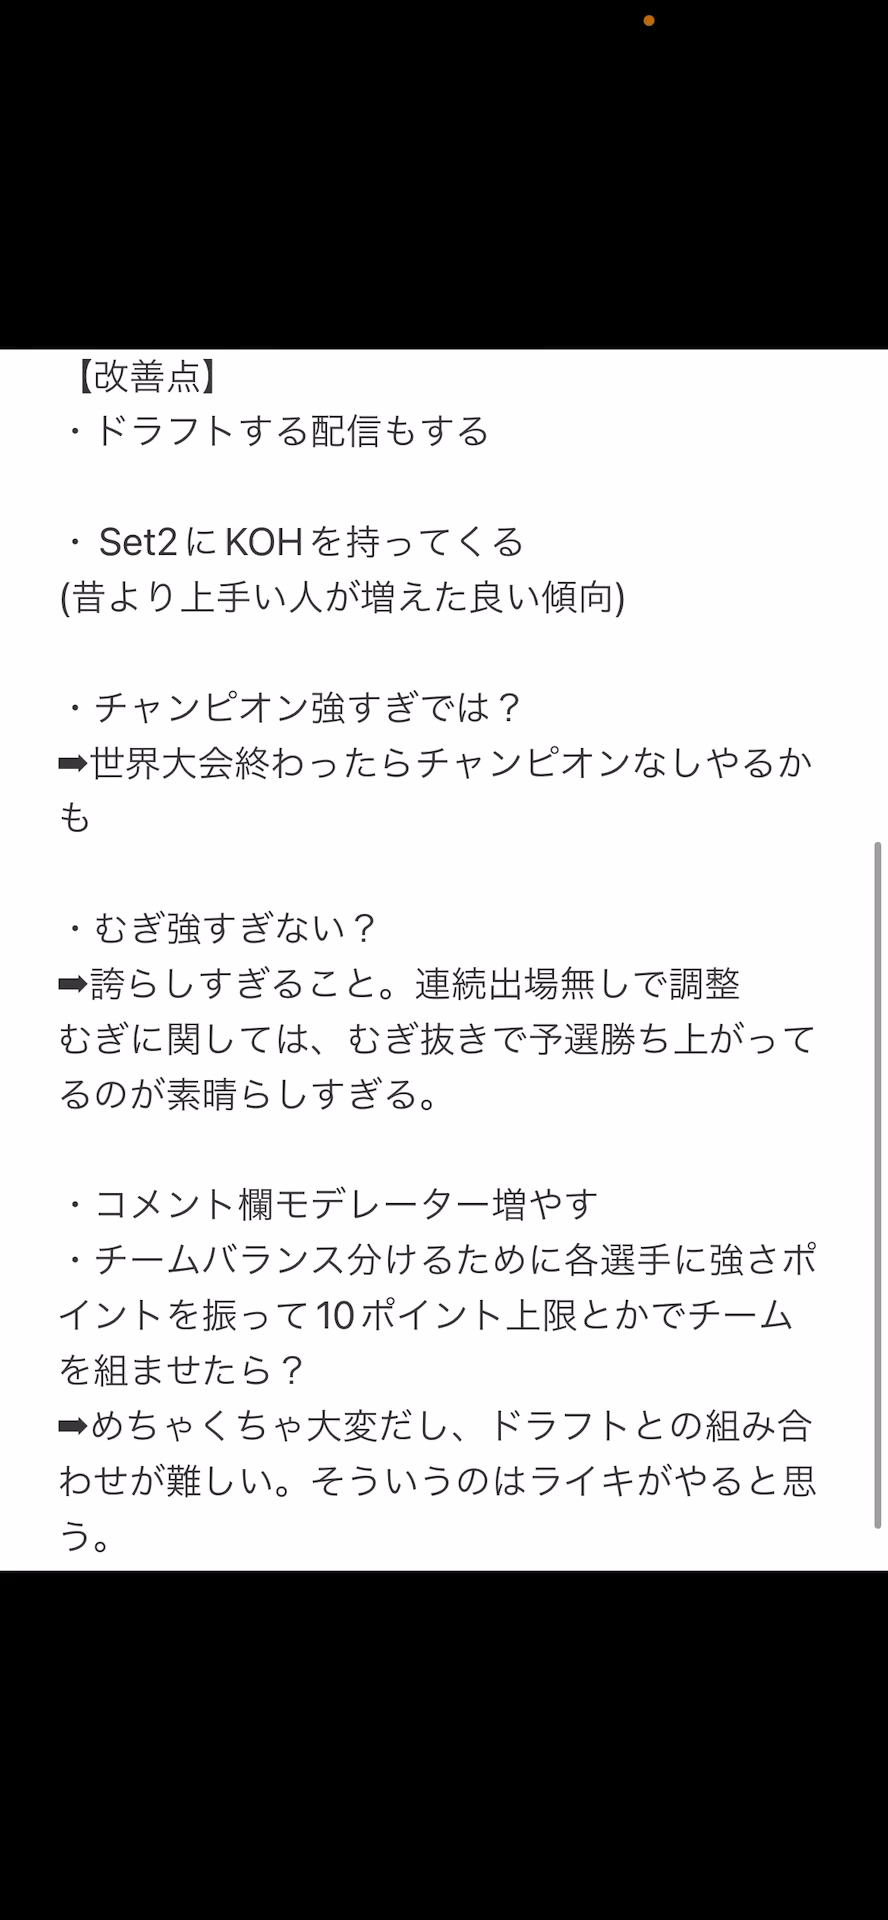 【改善点】
・ドラフトする配信もする
・Set2にKOHを持ってくる
(昔より上手い人が増えた良い傾向)
・チャンピオン強すぎでは？
➡世界大会終わったらチャンピオンなしやるか
も
・むぎ強すぎない？
➡誇らしすぎること。連続出場無しで調整
むぎに関しては、むぎ抜きで予選勝ち上がって
るのが素晴らしすぎる。
・コメント欄モデレーター増やす
・チームバランス分けるために各選手に強さポ
イントを振って10ポイント上限とかでチーム
を組ませたら？
➡めちゃくちゃ大変だし、ドラフトとの組み合
わせが難しい。そういうのはライキがやると思
う。